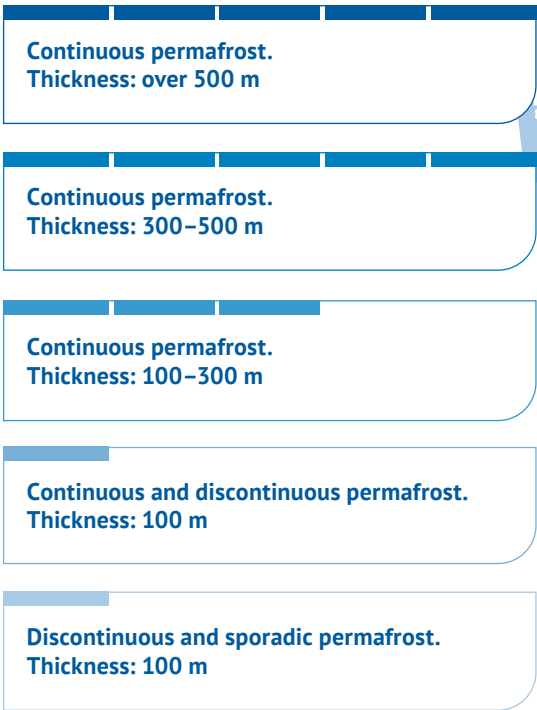 Continuous permafrost.
Thickness: over 500 m
Continuous permafrost.
Thickness: 300–500 m
Continuous permafrost.
Thickness: 100–300 m
Continuous and discontinuous permafrost.
Thickness: 100 m
Discontinuous and sporadic permafrost.
Thickness: 100 m